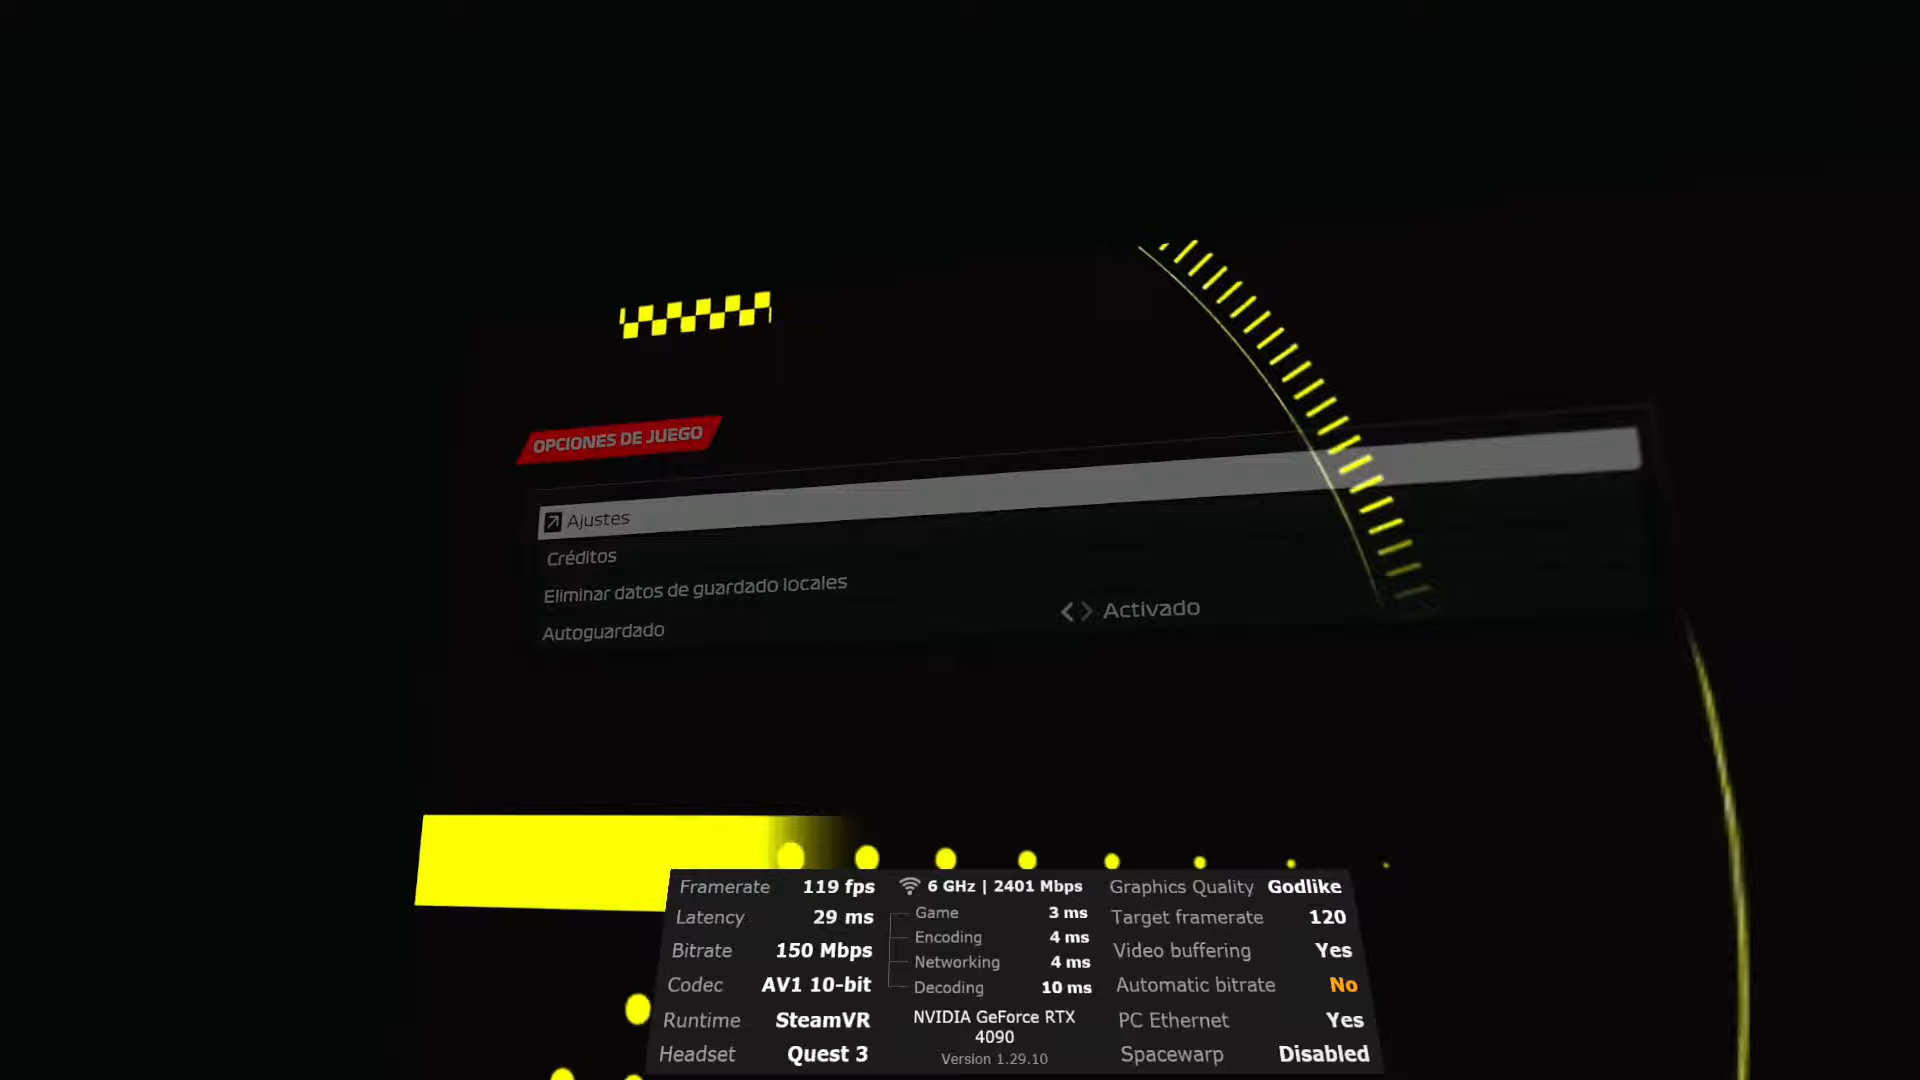 OPCIONES DE JUEGO
Ajustes
Créditos
Eliminar datos de guardado locales
Autoguardado
Activado
Framerate 119 fps
Latency 29 ms
Bitrate 150 Mbps
Codec AV1 10-bit
Runtime SteamVR
Headset Quest 3
6 GHz | 2401 Mbps
Game 3 ms
Encoding 4 ms
Networking 4 ms
Decoding 10 ms
NVIDIA GeForce RTX
4090
Version 1.29.10
Graphics Quality Godlike
Target framerate 120
Video buffering Yes
Automatic bitrate No
PC Ethernet Yes
Spacewarp Disabled